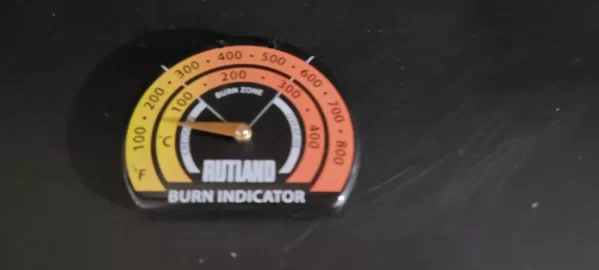 100 · 200 · 300 · 400 · 500 · 600 · 700 · 800
°F
100 · 200 · 300 · 400
°C
BURN ZONE
RUTLAND
BURN INDICATOR